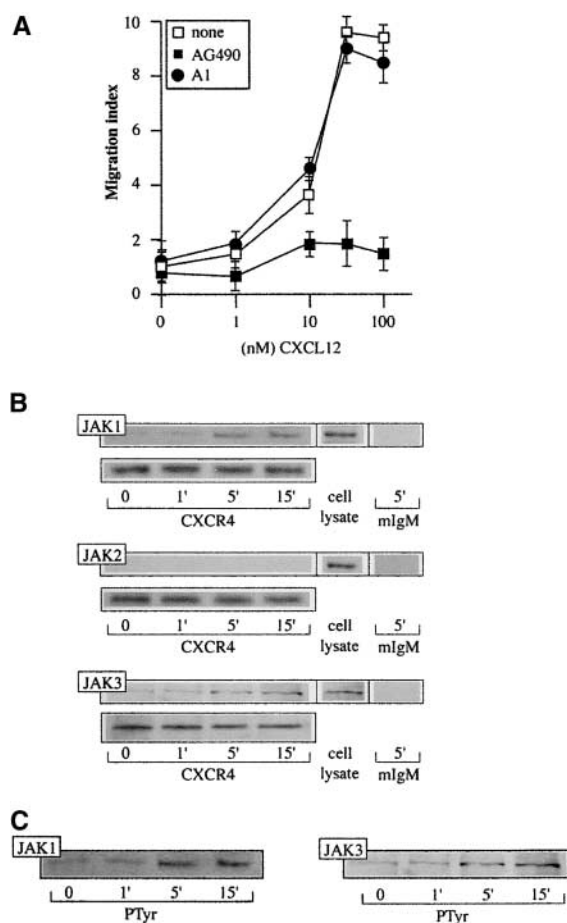 A
none
AG490
A1
Migration index
10
8
6
4
2
0
0 1 10 100
(nM) CXCL12
B
JAK1
0 1' 5' 15' cell 5'
CXCR4 lysate mIgM
JAK2
0 1' 5' 15' cell 5'
CXCR4 lysate mIgM
JAK3
0 1' 5' 15' cell 5'
CXCR4 lysate mIgM
C
JAK1 JAK3
0 1' 5' 15' 0 1' 5' 15'
PTyr PTyr